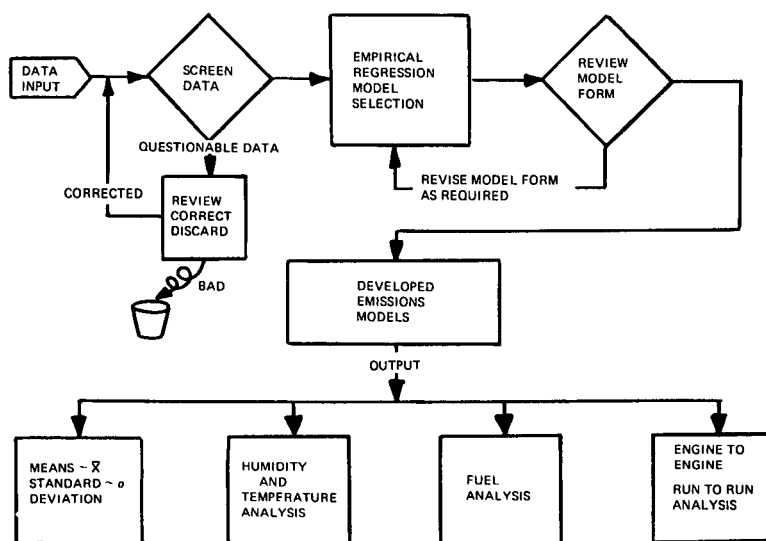 DATA
INPUT
SCREEN
DATA
EMPIRICAL
REGRESSION
MODEL
SELECTION
REVIEW
MODEL
FORM
QUESTIONABLE DATA
CORRECTED
REVIEW
CORRECT
DISCARD
BAD
REVISE MODEL FORM
AS REQUIRED
DEVELOPED
EMISSIONS
MODELS
OUTPUT
MEANS ~ X̄
STANDARD ~ σ
DEVIATION
HUMIDITY
AND
TEMPERATURE
ANALYSIS
FUEL
ANALYSIS
ENGINE TO
ENGINE
RUN TO RUN
ANALYSIS